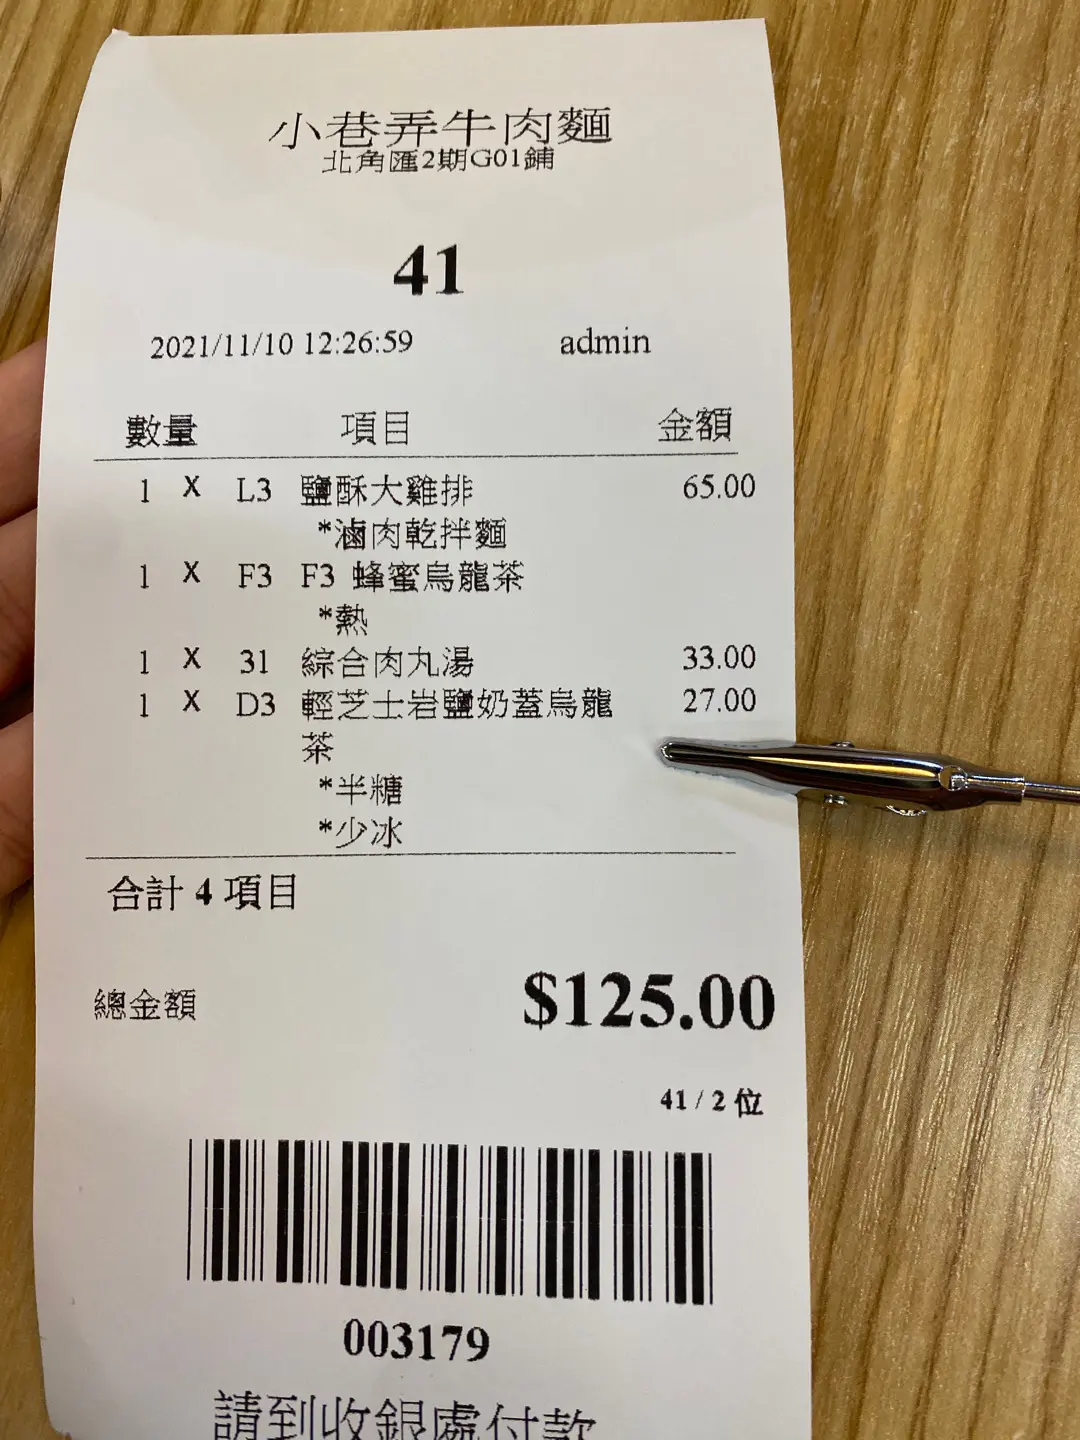 小巷弄牛肉麵
北角匯2期G01鋪
41
2021/11/10 12:26:59 admin
數量 項目 金額
1 X L3 鹽酥大雞排 65.00
*滷肉乾拌麵
1 X F3 F3 蜂蜜烏龍茶
*熱
1 X 31 綜合肉丸湯 33.00
1 X D3 輕芝士岩鹽奶蓋烏龍 27.00
茶
*半糖
*少冰
合計 4 項目
總金額 $125.00
41 / 2 位
003179
請到收銀處付款